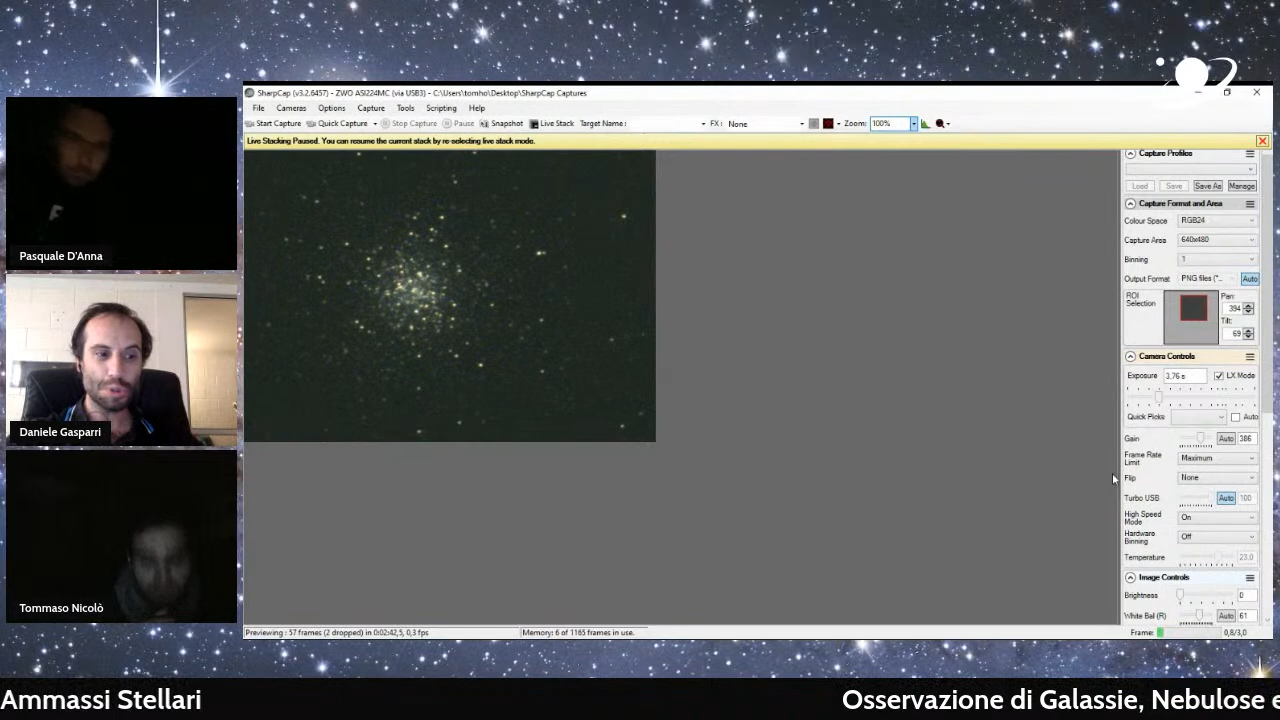 SharpCap (v3.2.6457) - ZWO ASI224MC (via USB3) - C:\Users\tomho\Desktop\SharpCap Captures
File Cameras Options Capture Tools Scripting Help
Start Capture Quick Capture Stop Capture Pause Snapshot Live Stack Target Name: FX: None Zoom: 100%
Live Stacking Paused. You can resume the current stack by re-selecting live stack mode.
Pasquale D'Anna
Daniele Gasparri
Tommaso Nicolò
Capture Profiles
Load Save Save As Manage
Capture Format and Area
Colour Space RGB24
Capture Area 640x480
Binning 1
Output Format PNG files (*.. Auto
ROI Selection
Pan:
394
Tilt:
69
Camera Controls
Exposure 3,76 s LX Mode
Quick Picks Auto
Gain Auto 386
Frame Rate Limit Maximum
Flip None
Turbo USB Auto 100
High Speed Mode On
Hardware Binning Off
Temperature 23,0
Image Controls
Brightness 0
White Bal (R) Auto 61
Previewing : 57 frames (2 dropped) in 0:02:42,5, 0,3 fps Memory: 6 of 1165 frames in use. Frame: 0,8/3,0
Ammassi Stellari Osservazione di Galassie, Nebulose e